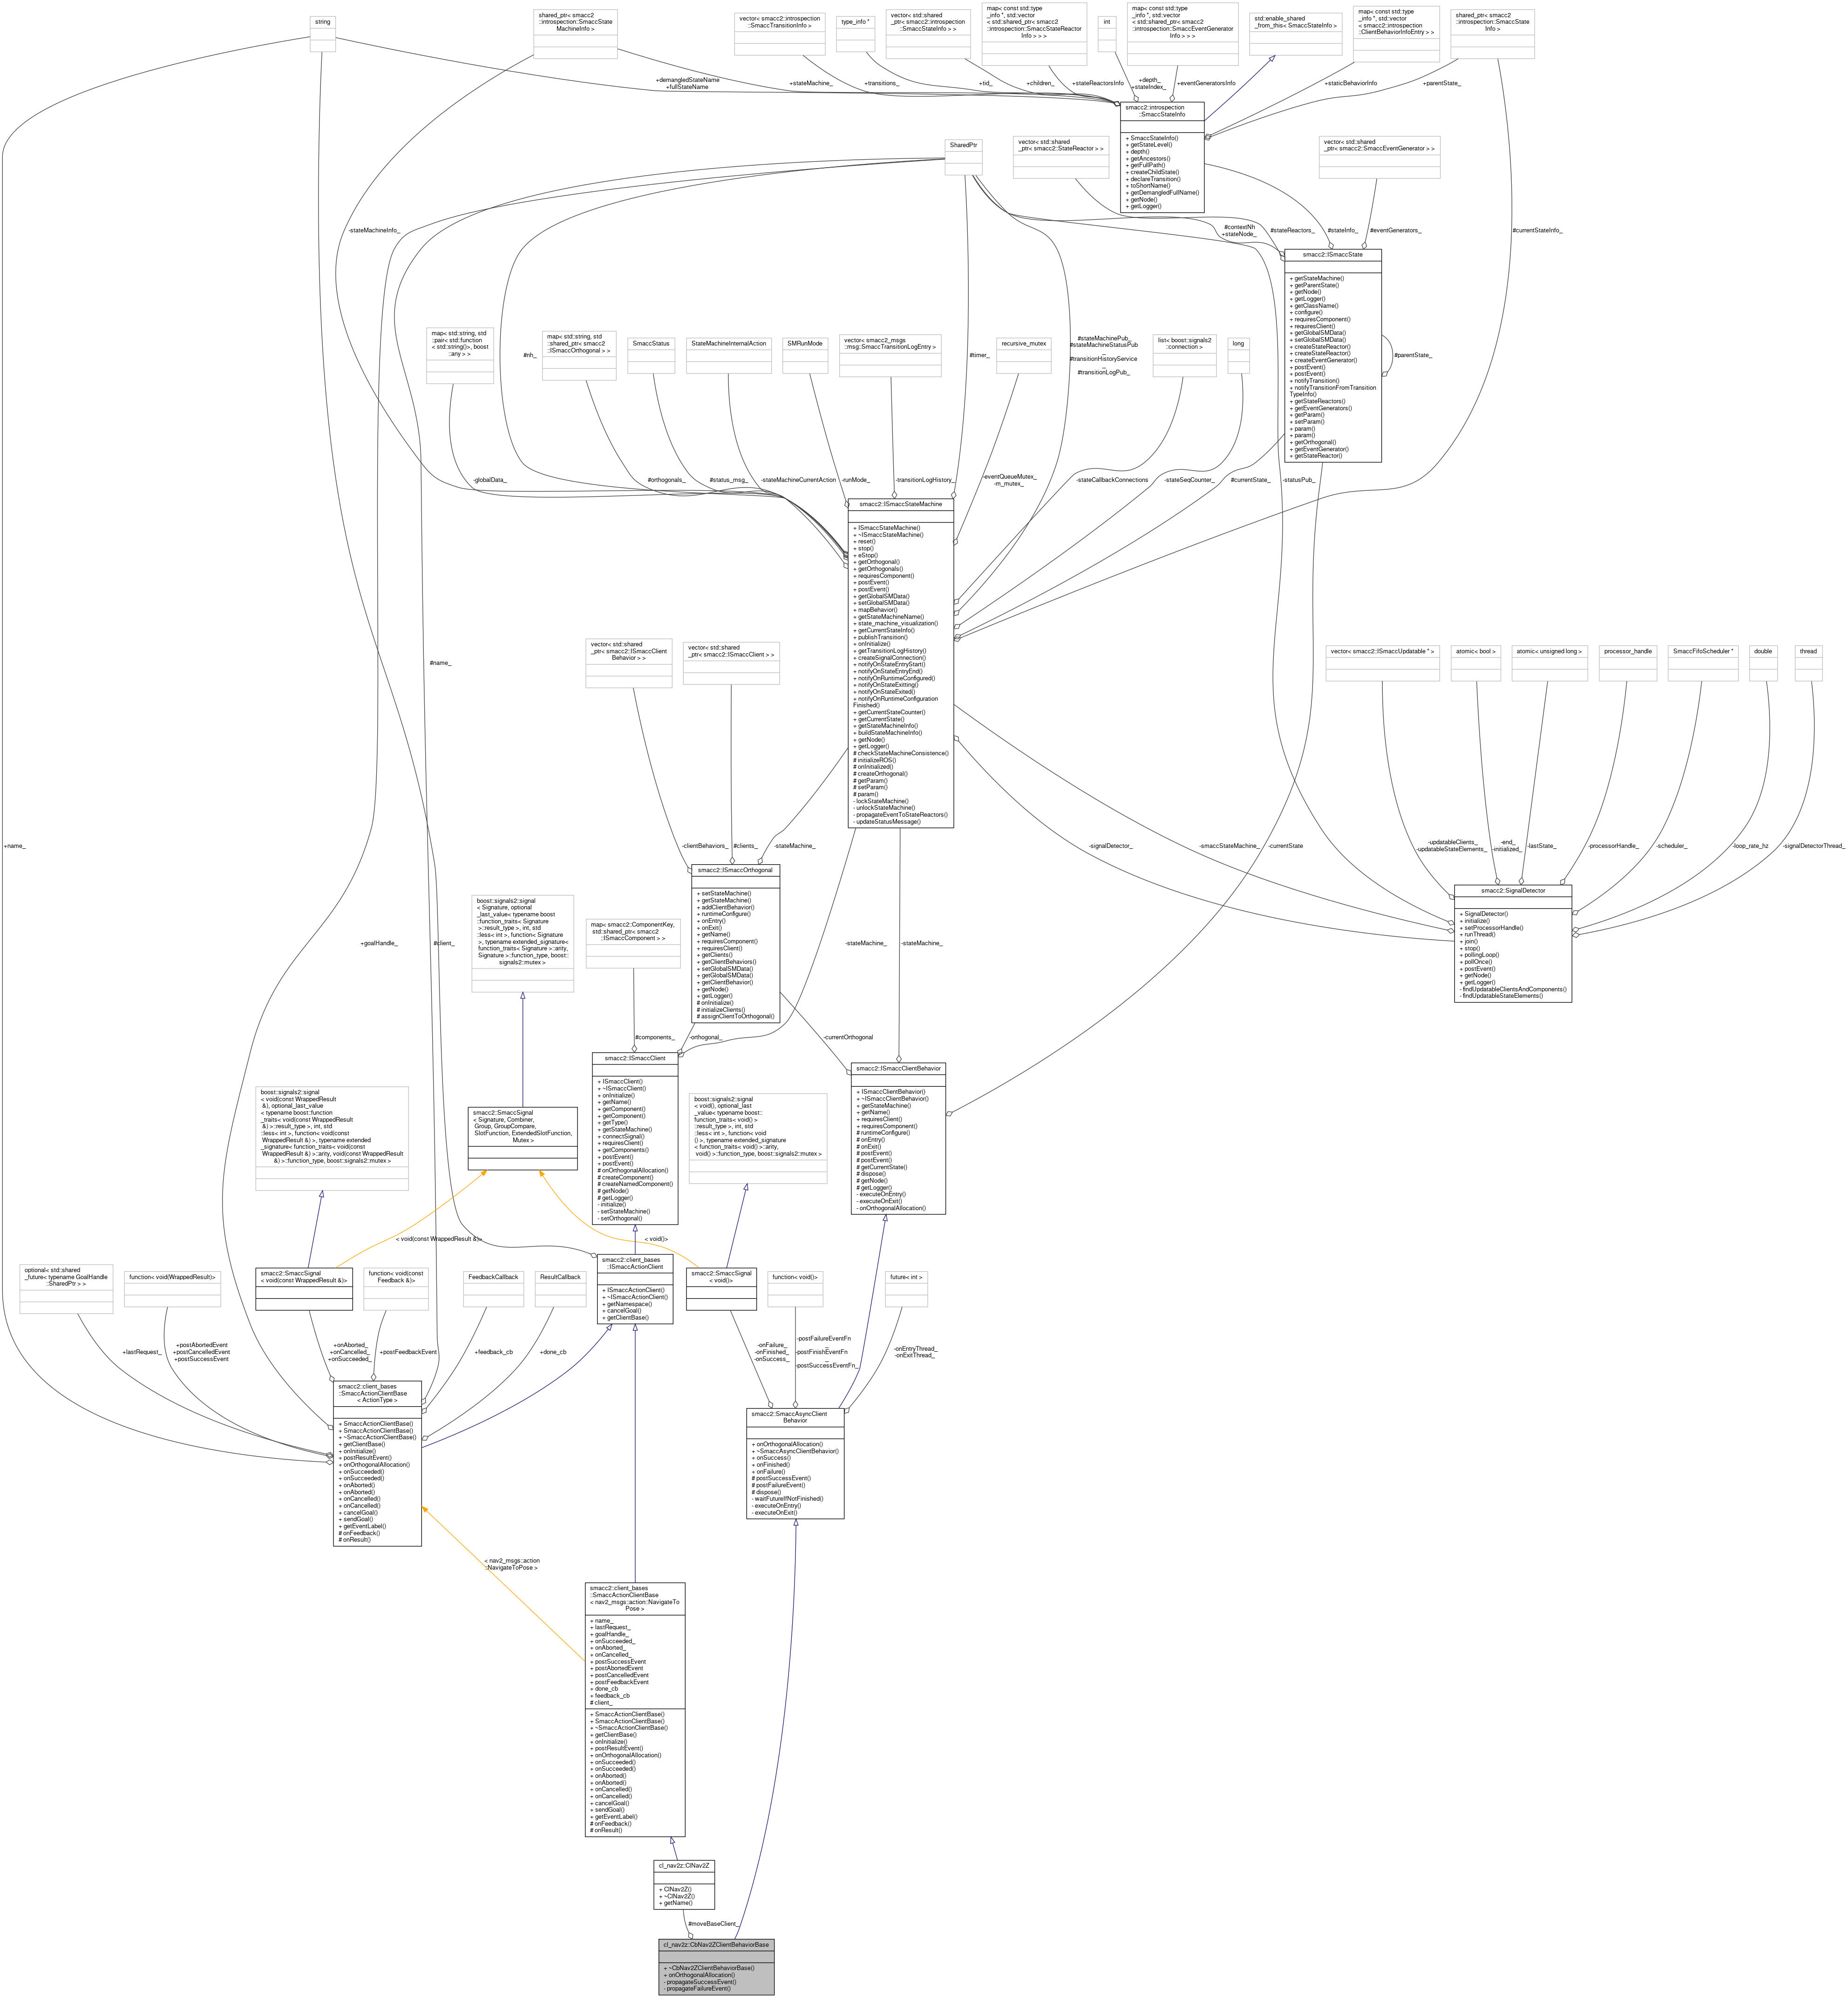 string
shared_ptr< smacc2
::introspection::SmaccState
MachineInfo >
vector< smacc2::introspection
::SmaccTransitionInfo >
type_info *
vector< std::shared
_ptr< smacc2::introspection
::SmaccStateInfo > >
map< const std::type
_info *, std::vector
< std::shared_ptr< smacc2
::introspection::SmaccStateReactor
Info > > >
int
map< const std::type
_info *, std::vector
< std::shared_ptr< smacc2
::introspection::SmaccEventGenerator
Info > > >
std::enable_shared
_from_this< SmaccStateInfo >
map< const std::type
_info *, std::vector
< smacc2::introspection
::ClientBehaviorInfoEntry > >
shared_ptr< smacc2
::introspection::SmaccState
Info >
+demangledStateName
+fullStateName
+stateMachine_
+transitions_
+tid_
+children_
+stateReactorsInfo
+depth_
+stateIndex_
+eventGeneratorsInfo
+staticBehaviorInfo
+parentState_
smacc2::introspection
::SmaccStateInfo
+ SmaccStateInfo()
+ getStateLevel()
+ depth()
+ getAncestors()
+ getFullPath()
+ createChildState()
+ declareTransition()
+ toShortName()
+ getDemangledFullName()
+ getNode()
+ getLogger()
SharedPtr
vector< std::shared
_ptr< smacc2::StateReactor > >
vector< std::shared
_ptr< smacc2::SmaccEventGenerator > >
-stateMachineInfo_
#contextNh
+stateNode_
#stateReactors_
#stateInfo_
#eventGenerators_
#currentStateInfo_
smacc2::ISmaccState
+ getStateMachine()
+ getParentState()
+ getNode()
+ getLogger()
+ getClassName()
+ configure()
+ requiresComponent()
+ requiresClient()
+ getGlobalSMData()
+ setGlobalSMData()
+ createStateReactor()
+ createStateReactor()
+ createEventGenerator()
+ postEvent()
+ postEvent()
+ notifyTransition()
+ notifyTransitionFromTransition
TypeInfo()
+ getStateReactors()
+ getEventGenerators()
+ getParam()
+ setParam()
+ param()
+ param()
+ getOrthogonal()
+ getEventGenerator()
+ getStateReactor()
#parentState_
map< std::string, std
::pair< std::function
< std::string()>, boost
::any > >
#nh_
map< std::string, std
::shared_ptr< smacc2
::ISmaccOrthogonal > >
SmaccStatus
StateMachineInternalAction
SMRunMode
vector< smacc2_msgs
::msg::SmaccTransitionLogEntry >
#timer_
recursive_mutex
#stateMachinePub_
#stateMachineStatusPub
_
#transitionHistoryService
_
#transitionLogPub_
list< boost::signals2
::connection >
long
-globalData_
#orthogonals_
#status_msg_
-stateMachineCurrentAction
-runMode_
-transitionLogHistory_
-eventQueueMutex_
-m_mutex_
-stateCallbackConnections
-stateSeqCounter_
#currentState_
-statusPub_
smacc2::ISmaccStateMachine
+ ISmaccStateMachine()
+ ~ISmaccStateMachine()
+ reset()
+ stop()
+ eStop()
+ getOrthogonal()
+ getOrthogonals()
+ requiresComponent()
+ postEvent()
+ postEvent()
+ getGlobalSMData()
+ setGlobalSMData()
+ mapBehavior()
+ getStateMachineName()
+ state_machine_visualization()
+ getCurrentStateInfo()
+ publishTransition()
+ onInitialize()
+ getTransitionLogHistory()
+ createSignalConnection()
+ notifyOnStateEntryStart()
+ notifyOnStateEntryEnd()
+ notifyOnRuntimeConfigured()
+ notifyOnStateExitting()
+ notifyOnStateExited()
+ notifyOnRuntimeConfiguration
Finished()
+ getCurrentStateCounter()
+ getCurrentState()
+ getStateMachineInfo()
+ buildStateMachineInfo()
+ getNode()
+ getLogger()
# checkStateMachineConsistence()
# initializeROS()
# onInitialized()
# createOrthogonal()
# getParam()
# setParam()
# param()
- lockStateMachine()
- unlockStateMachine()
- propagateEventToStateReactors()
- updateStatusMessage()
#name_
vector< std::shared
_ptr< smacc2::ISmaccClient
Behavior > >
vector< std::shared
_ptr< smacc2::ISmaccClient > >
vector< smacc2::ISmaccUpdatable * >
atomic< bool >
atomic< unsigned long >
processor_handle
SmaccFifoScheduler *
double
thread
+name_
-clientBehaviors_
#clients_
-stateMachine_
-signalDetector_
-smaccStateMachine_
-currentState
-updatableClients_
-updatableStateElements_
-end_
-initialized_
-lastState_
-processorHandle_
-scheduler_
-loop_rate_hz
-signalDetectorThread_
smacc2::ISmaccOrthogonal
+ setStateMachine()
+ getStateMachine()
+ addClientBehavior()
+ runtimeConfigure()
+ onEntry()
+ onExit()
+ getName()
+ requiresComponent()
+ requiresClient()
+ getClients()
+ getClientBehaviors()
+ setGlobalSMData()
+ getGlobalSMData()
+ getClientBehavior()
+ getNode()
+ getLogger()
# onInitialize()
# initializeClients()
# assignClientToOrthogonal()
smacc2::SignalDetector
+ SignalDetector()
+ initialize()
+ setProcessorHandle()
+ runThread()
+ join()
+ stop()
+ pollingLoop()
+ pollOnce()
+ postEvent()
+ getNode()
+ getLogger()
- findUpdatableClientsAndComponents()
- findUpdatableStateElements()
boost::signals2::signal
< Signature, optional
_last_value< typename boost
::function_traits< Signature
>::result_type >, int, std
::less< int >, function< Signature
>, typename extended_signature<
function_traits< Signature >::arity,
Signature >::function_type, boost::
signals2::mutex >
map< smacc2::ComponentKey,
std::shared_ptr< smacc2
::ISmaccComponent > >
+goalHandle_
#client_
-stateMachine_
-stateMachine_
#components_
-orthogonal_
-currentOrthogonal
smacc2::ISmaccClient
+ ISmaccClient()
+ ~ISmaccClient()
+ onInitialize()
+ getName()
+ getComponent()
+ getComponent()
+ getType()
+ getStateMachine()
+ connectSignal()
+ requiresClient()
+ getComponents()
+ postEvent()
+ postEvent()
# onOrthogonalAllocation()
# createComponent()
# createNamedComponent()
# getNode()
# getLogger()
- initialize()
- setStateMachine()
- setOrthogonal()
smacc2::ISmaccClientBehavior
+ ISmaccClientBehavior()
+ ~ISmaccClientBehavior()
+ getStateMachine()
+ getName()
+ requiresClient()
+ requiresComponent()
# runtimeConfigure()
# onEntry()
# onExit()
# postEvent()
# postEvent()
# getCurrentState()
# dispose()
# getNode()
# getLogger()
- executeOnEntry()
- executeOnExit()
- onOrthogonalAllocation()
boost::signals2::signal
< void(const WrappedResult
&), optional_last_value
< typename boost::function
_traits< void(const WrappedResult
&) >::result_type >, int, std
::less< int >, function< void(const
WrappedResult &) >, typename extended
_signature< function_traits< void(const
WrappedResult &) >::arity, void(const WrappedResult
&) >::function_type, boost::signals2::mutex >
smacc2::SmaccSignal
< Signature, Combiner,
Group, GroupCompare,
SlotFunction, ExtendedSlotFunction,
Mutex >
boost::signals2::signal
< void(), optional_last
_value< typename boost::
function_traits< void() >
::result_type >, int, std
::less< int >, function< void
() >, typename extended_signature
< function_traits< void() >::arity,
void() >::function_type, boost::signals2::mutex >
< void(const WrappedResult &)>
< void()>
optional< std::shared
_future< typename GoalHandle
::SharedPtr > >
function< void(WrappedResult)>
smacc2::SmaccSignal
< void(const WrappedResult &)>
function< void(const
Feedback &)>
FeedbackCallback
ResultCallback
smacc2::client_bases
::ISmaccActionClient
+ ISmaccActionClient()
+ ~ISmaccActionClient()
+ getNamespace()
+ cancelGoal()
+ getClientBase()
smacc2::SmaccSignal
< void()>
function< void()>
future< int >
+lastRequest_
+postAbortedEvent
+postCancelledEvent
+postSuccessEvent
+onAborted_
+onCancelled_
+onSucceeded_
+postFeedbackEvent
+feedback_cb
+done_cb
-onFailure_
-onFinished_
-onSuccess_
-postFailureEventFn
_
-postFinishEventFn
_
-postSuccessEventFn_
-onEntryThread_
-onExitThread_
smacc2::client_bases
::SmaccActionClientBase
< ActionType >
+ SmaccActionClientBase()
+ SmaccActionClientBase()
+ ~SmaccActionClientBase()
+ getClientBase()
+ onInitialize()
+ postResultEvent()
+ onOrthogonalAllocation()
+ onSucceeded()
+ onSucceeded()
+ onAborted()
+ onAborted()
+ onCancelled()
+ onCancelled()
+ cancelGoal()
+ sendGoal()
+ getEventLabel()
# onFeedback()
# onResult()
smacc2::SmaccAsyncClient
Behavior
+ onOrthogonalAllocation()
+ ~SmaccAsyncClientBehavior()
+ onSuccess()
+ onFinished()
+ onFailure()
# postSuccessEvent()
# postFailureEvent()
# dispose()
- waitFutureIfNotFinished()
- executeOnEntry()
- executeOnExit()
< nav2_msgs::action
::NavigateToPose >
smacc2::client_bases
::SmaccActionClientBase
< nav2_msgs::action::NavigateTo
Pose >
+ name_
+ lastRequest_
+ goalHandle_
+ onSucceeded_
+ onAborted_
+ onCancelled_
+ postSuccessEvent
+ postAbortedEvent
+ postCancelledEvent
+ postFeedbackEvent
+ done_cb
+ feedback_cb
# client_
+ SmaccActionClientBase()
+ SmaccActionClientBase()
+ ~SmaccActionClientBase()
+ getClientBase()
+ onInitialize()
+ postResultEvent()
+ onOrthogonalAllocation()
+ onSucceeded()
+ onSucceeded()
+ onAborted()
+ onAborted()
+ onCancelled()
+ onCancelled()
+ cancelGoal()
+ sendGoal()
+ getEventLabel()
# onFeedback()
# onResult()
cl_nav2z::ClNav2Z
+ ClNav2Z()
+ ~ClNav2Z()
+ getName()
#moveBaseClient_
cl_nav2z::CbNav2ZClientBehaviorBase
+ ~CbNav2ZClientBehaviorBase()
+ onOrthogonalAllocation()
- propagateSuccessEvent()
- propagateFailureEvent()